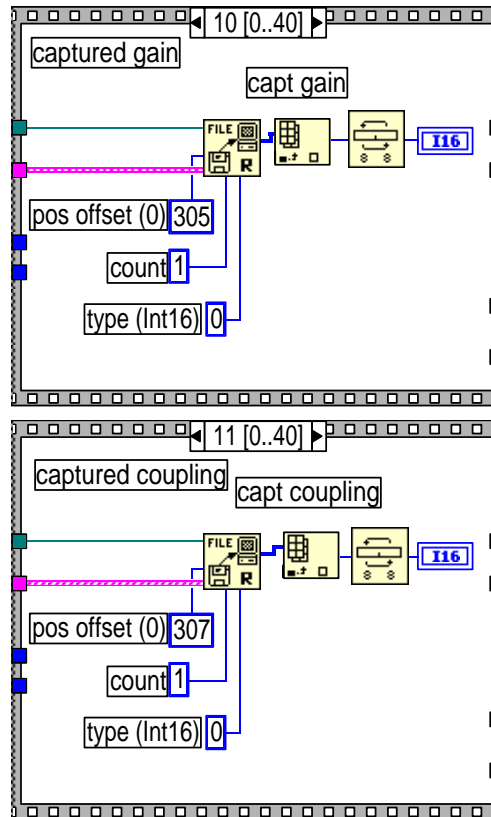 10 [0..40]
captured gain
capt gain
FILE
R
I16
pos offset (0) 305
count 1
type (Int16) 0
11 [0..40]
captured coupling
capt coupling
FILE
R
I16
pos offset (0) 307
count 1
type (Int16) 0